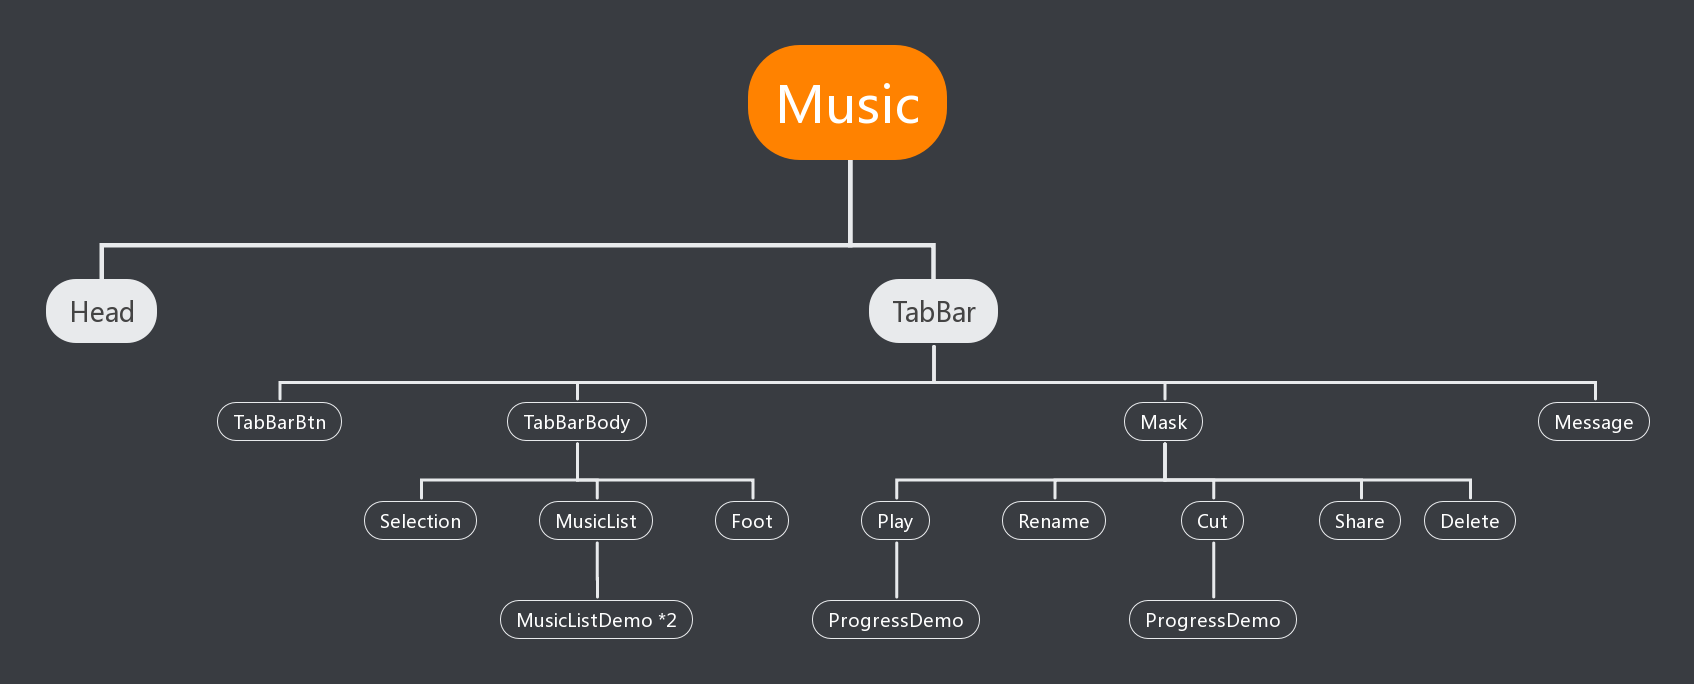 Music
Head
TabBar
TabBarBtn
TabBarBody
Mask
Message
Selection
MusicList
Foot
Play
Rename
Cut
Share
Delete
MusicListDemo *2
ProgressDemo
ProgressDemo